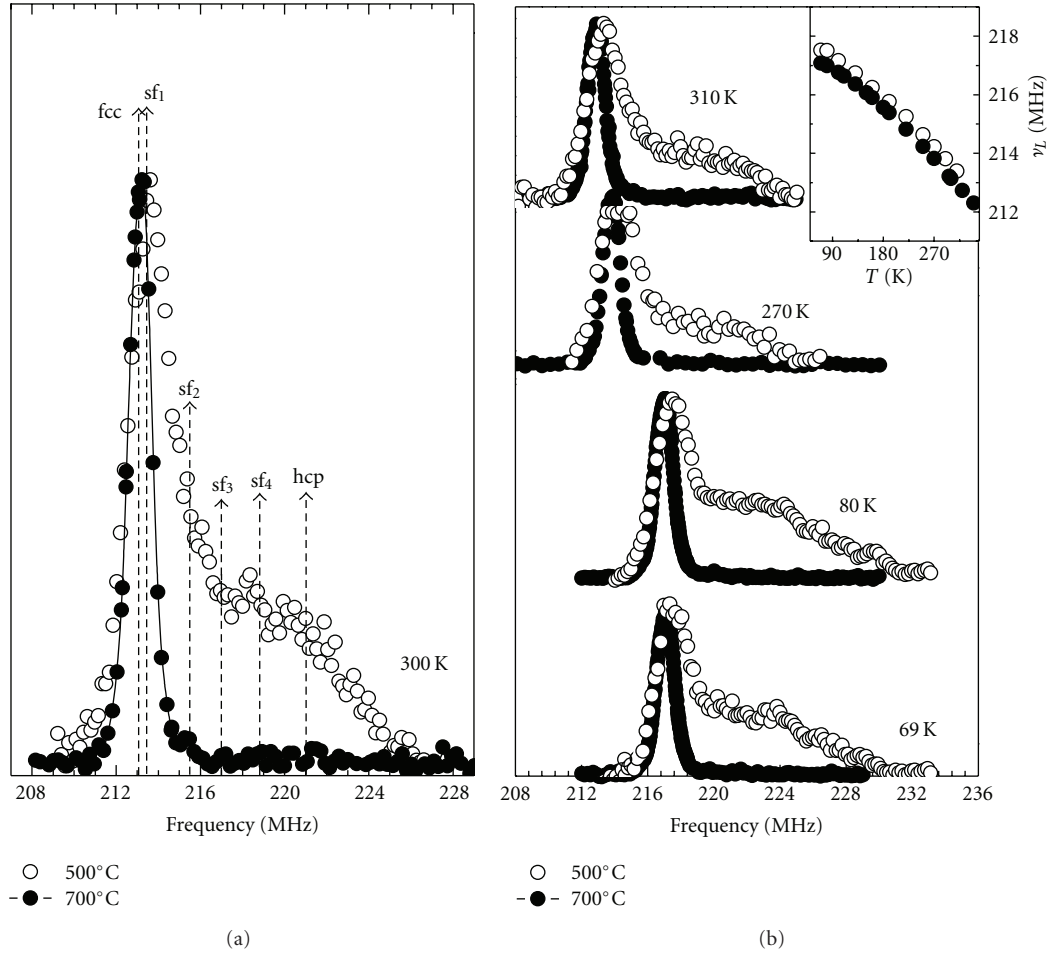 fcc
sf1
sf2
sf3
sf4
hcp
300 K
208 212 216 220 224 228
Frequency (MHz)
500°C
700°C
(a)
310 K
270 K
80 K
69 K
218
216
214
212
νL (MHz)
90 180 270
T (K)
208 212 216 220 228 232 236
Frequency (MHz)
500°C
700°C
(b)